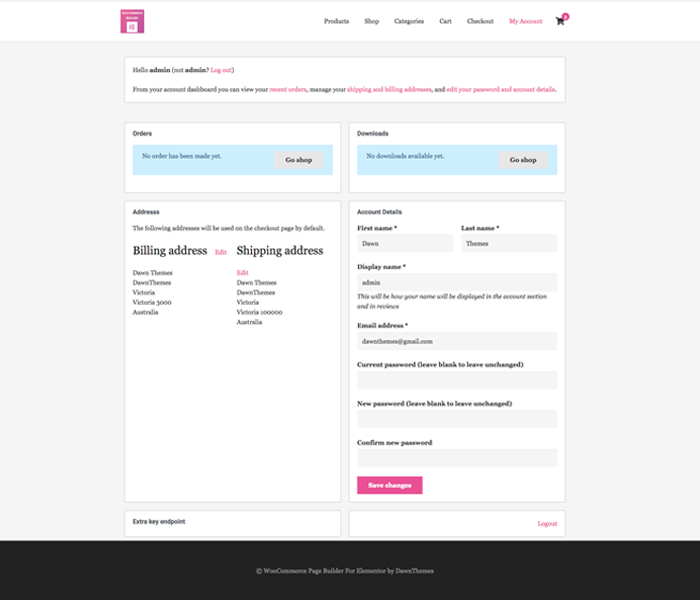 WOOCOMMERCE
BUILDER
Products Shop Categories Cart Checkout My Account
Hello admin (not admin? Log out)
From your account dashboard you can view your recent orders, manage your shipping and billing addresses, and edit your password and account details.
Orders
No order has been made yet.
Go shop
Downloads
No downloads available yet.
Go shop
Addresss
The following addresses will be used on the checkout page by default.
Billing address Edit
Dawn Themes
DawnThemes
Victoria
Victoria 3000
Australia
Shipping address
Edit
Dawn Themes
DawnThemes
Victoria
Victoria 100000
Australia
Account Details
First name * Last name *
Dawn Themes
Display name *
admin
This will be how your name will be displayed in the account section
and in reviews
Email address *
dawnthemes@gmail.com
Current password (leave blank to leave unchanged)
New password (leave blank to leave unchanged)
Confirm new password
Save changes
Extra key endpoint
Logout
© WooCommerce Page Builder For Elementor by DawnThemes